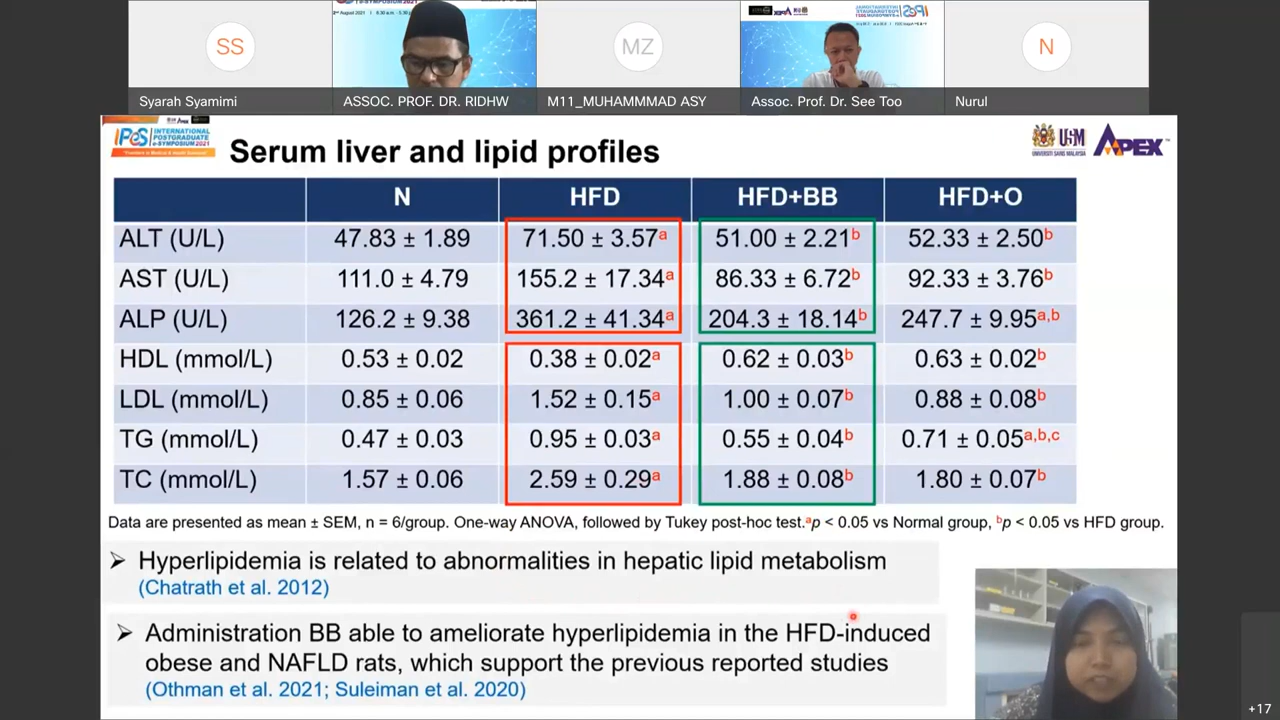 SS
MZ
N
Syarah Syamimi
ASSOC. PROF. DR. RIDHW
M11_MUHAMMMAD ASY
Assoc. Prof. Dr. See Too
Nurul
IPeS INTERNATIONAL
POSTGRADUATE
e-SYMPOSIUM 2021
Serum liver and lipid profiles
USM
UNIVERSITI SAINS MALAYSIA
APEX™
N HFD HFD+BB HFD+O
ALT (U/L) 47.83 ± 1.89 71.50 ± 3.57a 51.00 ± 2.21b 52.33 ± 2.50b
AST (U/L) 111.0 ± 4.79 155.2 ± 17.34a 86.33 ± 6.72b 92.33 ± 3.76b
ALP (U/L) 126.2 ± 9.38 361.2 ± 41.34a 204.3 ± 18.14b 247.7 ± 9.95a,b
HDL (mmol/L) 0.53 ± 0.02 0.38 ± 0.02a 0.62 ± 0.03b 0.63 ± 0.02b
LDL (mmol/L) 0.85 ± 0.06 1.52 ± 0.15a 1.00 ± 0.07b 0.88 ± 0.08b
TG (mmol/L) 0.47 ± 0.03 0.95 ± 0.03a 0.55 ± 0.04b 0.71 ± 0.05a,b,c
TC (mmol/L) 1.57 ± 0.06 2.59 ± 0.29a 1.88 ± 0.08b 1.80 ± 0.07b
Data are presented as mean ± SEM, n = 6/group. One-way ANOVA, followed by Tukey post-hoc test.ap < 0.05 vs Normal group, bp < 0.05 vs HFD group.
➢ Hyperlipidemia is related to abnormalities in hepatic lipid metabolism
(Chatrath et al. 2012)
➢ Administration BB able to ameliorate hyperlipidemia in the HFD-induced
obese and NAFLD rats, which support the previous reported studies
(Othman et al. 2021; Suleiman et al. 2020)
+17